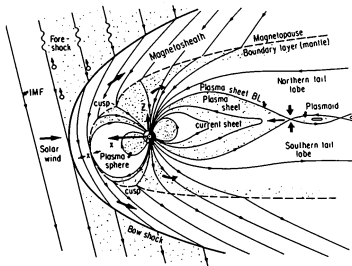 Fore-
shock
Magnetosheath
Magnetopause
Boundary layer (mantle)
IMF
cusp
Z
Plasma sheet BL
Plasma
sheet
Northern tail
lobe
Plasmoid
current sheet
Solar
wind
x
x
Plasma
sphere
Southern tail
lobe
cusp
Bow shock